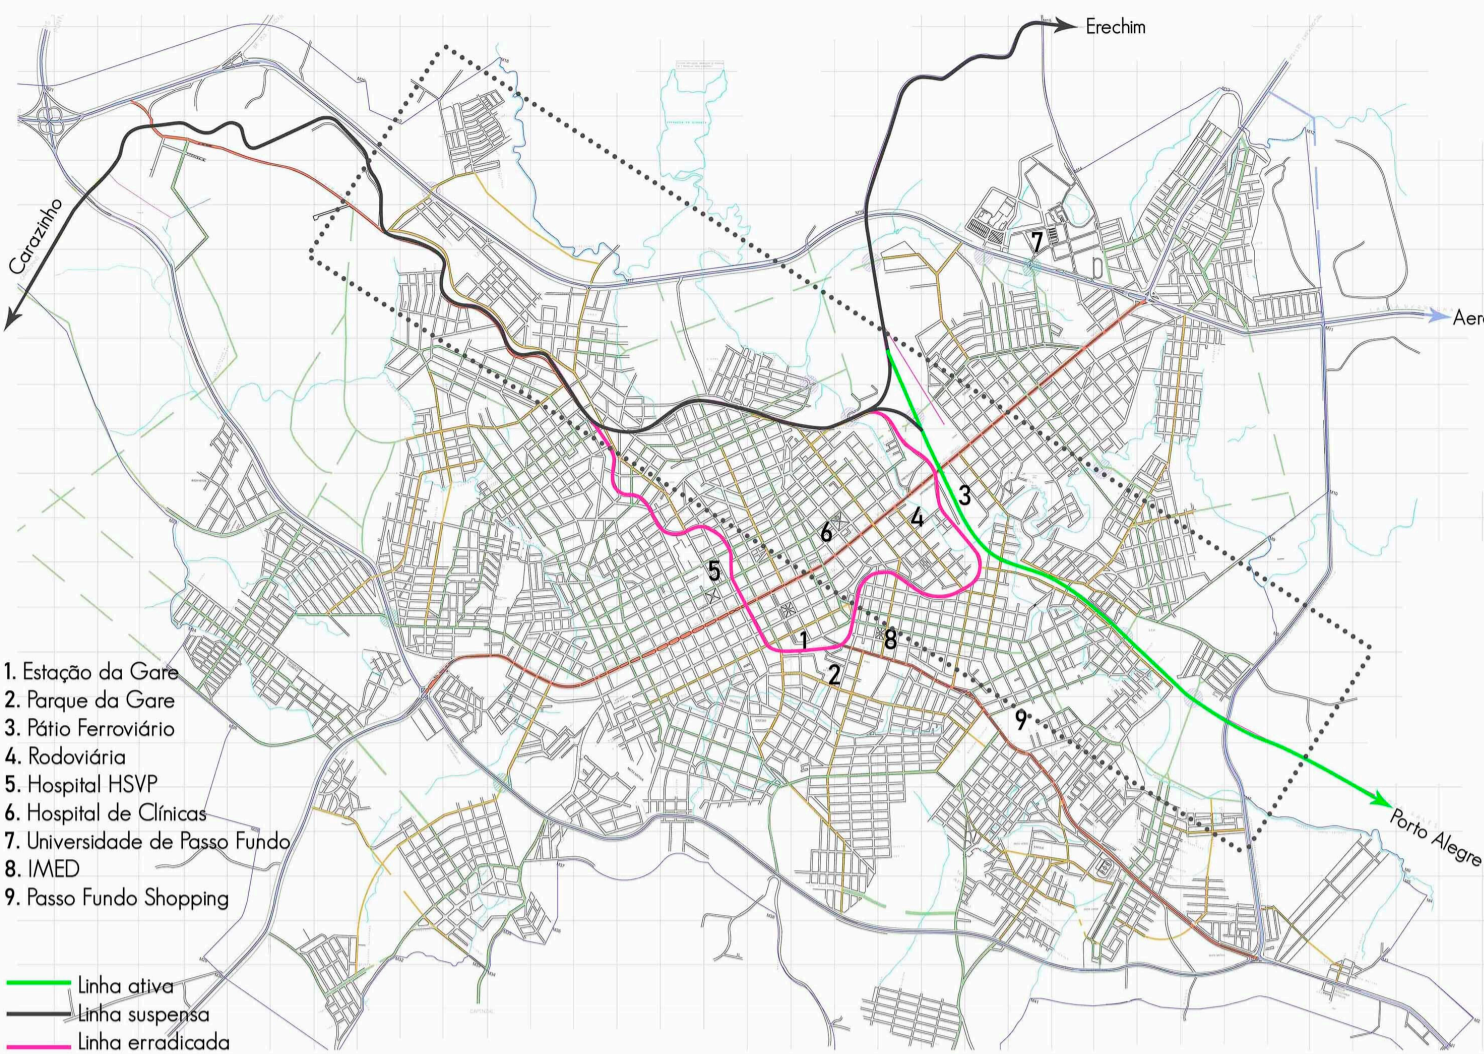 Erechim
Carazinho
Aer
7
3
4
6
5
1
8
2
9
1. Estação da Gare
2. Parque da Gare
3. Pátio Ferroviário
4. Rodoviária
5. Hospital HSVP
6. Hospital de Clínicas
7. Universidade de Passo Fundo
8. IMED
9. Passo Fundo Shopping
Porto Alegre
Linha ativa
Linha suspensa
Linha erradicada